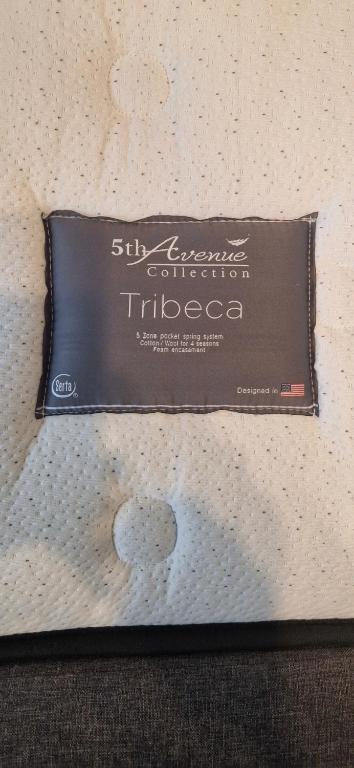 5th Avenue
Collection
Tribeca
5 Zone pocket spring system
Cotton / Wool for 4 seasons
Foam encasement
Serta®
Designed in